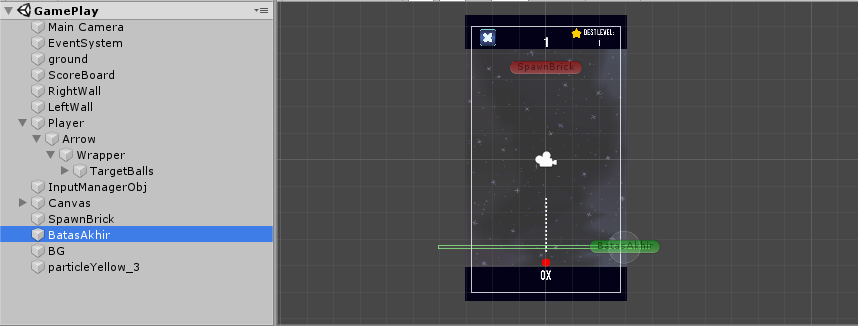 GamePlay
Main Camera
EventSystem
ground
ScoreBoard
RightWall
LeftWall
Player
Arrow
Wrapper
TargetBalls
InputManagerObj
Canvas
SpawnBrick
BatasAkhir
BG
particleYellow_3
1
BESTLEVEL:
1
SpawnBrick
BatasAkhir
0X